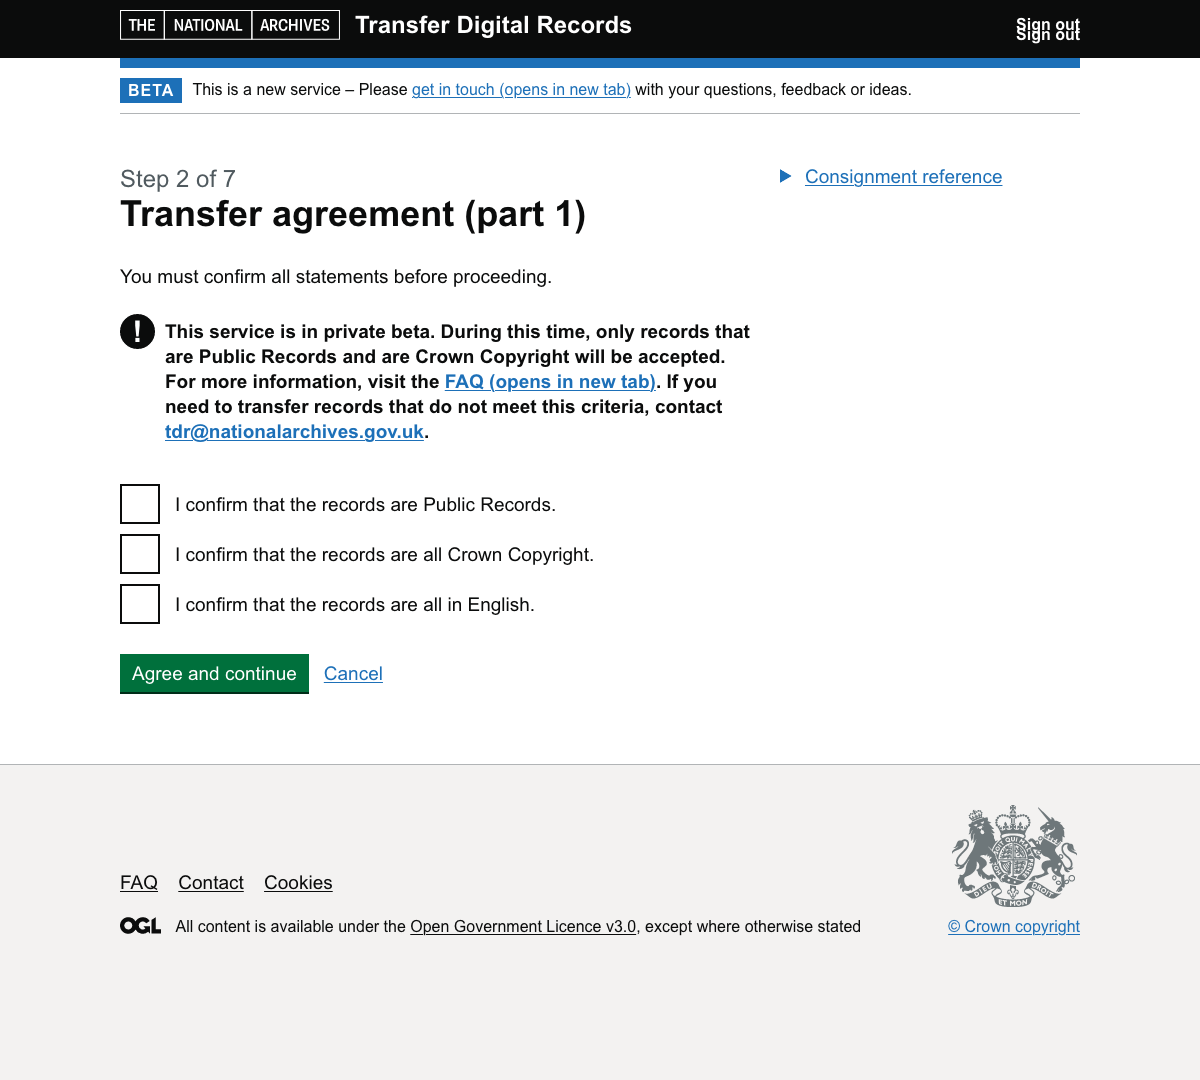 THE NATIONAL ARCHIVES Transfer Digital Records
Sign out
Sign out
BETA This is a new service – Please get in touch (opens in new tab) with your questions, feedback or ideas.
Step 2 of 7
Transfer agreement (part 1)
Consignment reference
You must confirm all statements before proceeding.
! This service is in private beta. During this time, only records that
are Public Records and are Crown Copyright will be accepted.
For more information, visit the FAQ (opens in new tab). If you
need to transfer records that do not meet this criteria, contact
tdr@nationalarchives.gov.uk.
I confirm that the records are Public Records.
I confirm that the records are all Crown Copyright.
I confirm that the records are all in English.
Agree and continue Cancel
FAQ Contact Cookies
DIEU ET MON DROIT
OGL All content is available under the Open Government Licence v3.0, except where otherwise stated
© Crown copyright